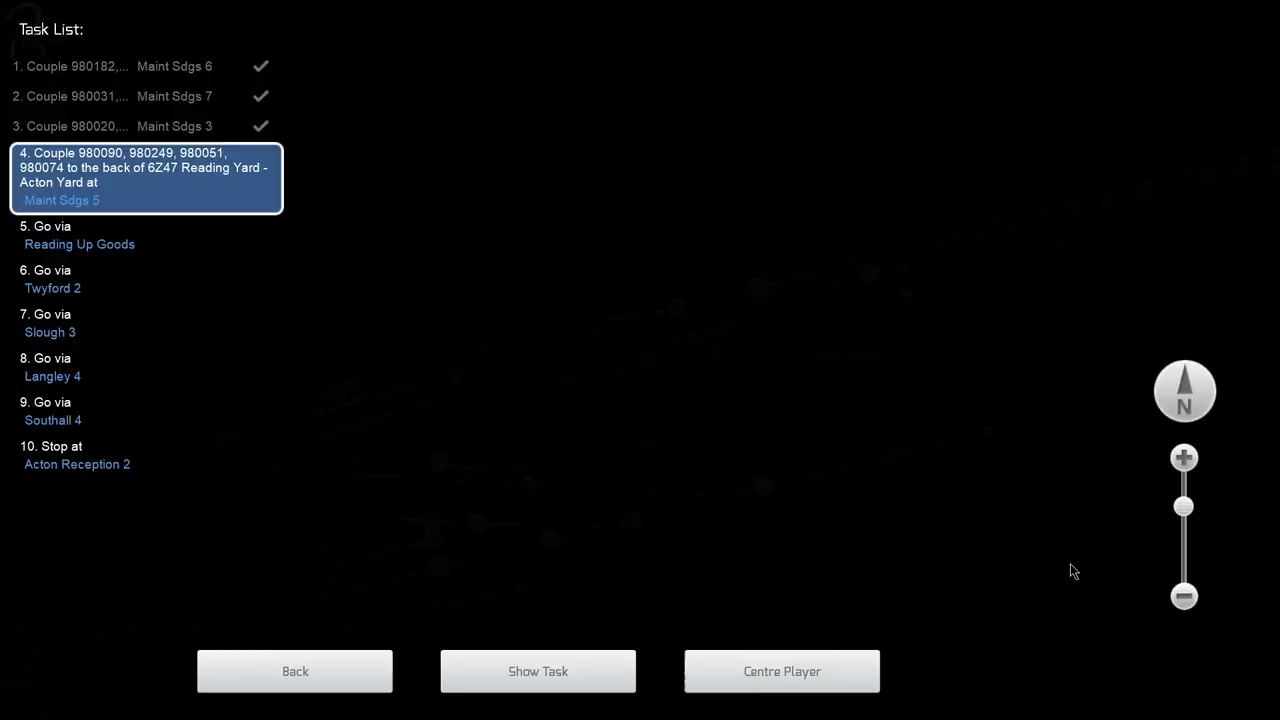 Task List:
1. Couple 980182,... Maint Sdgs 6
2. Couple 980031,... Maint Sdgs 7
3. Couple 980020,... Maint Sdgs 3
4. Couple 980090, 980249, 980051,
980074 to the back of 6Z47 Reading Yard -
Acton Yard at
Maint Sdgs 5
5. Go via
Reading Up Goods
6. Go via
Twyford 2
7. Go via
Slough 3
8. Go via
Langley 4
9. Go via
Southall 4
10. Stop at
Acton Reception 2
N
Back
Show Task
Centre Player